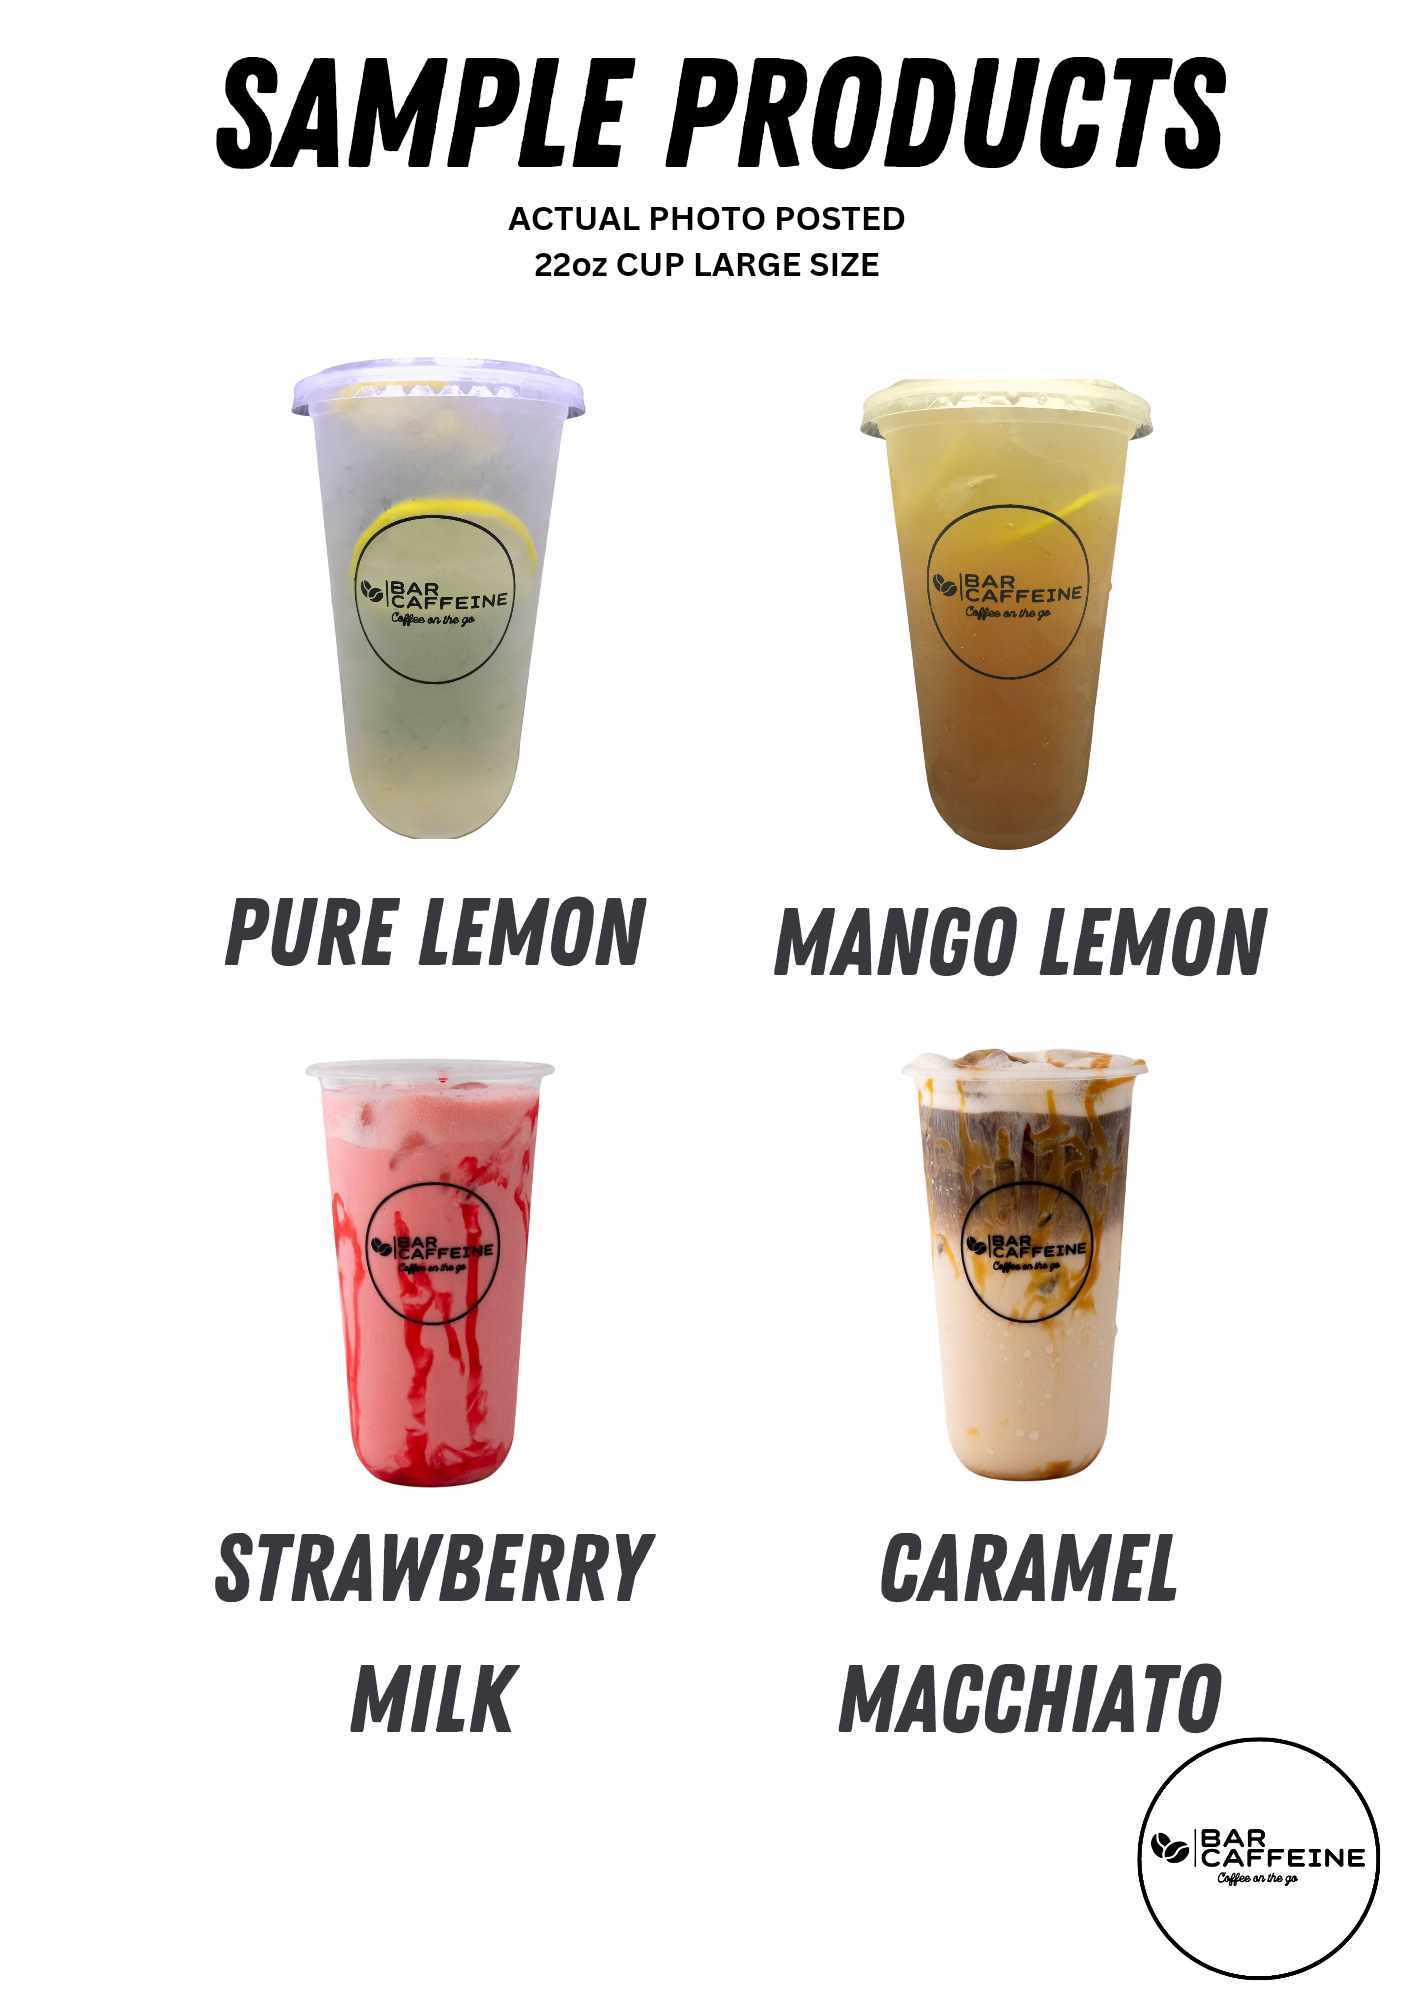 SAMPLE PRODUCTS
ACTUAL PHOTO POSTED
22oz CUP LARGE SIZE
BAR
CAFFEINE
Coffee on the go
BAR
CAFFEINE
Coffee on the go
PURE LEMON
MANGO LEMON
BAR
CAFFEINE
Coffee on the go
BAR
CAFFEINE
Coffee on the go
STRAWBERRY
MILK
CARAMEL
MACCHIATO
BAR
CAFFEINE
Coffee on the go